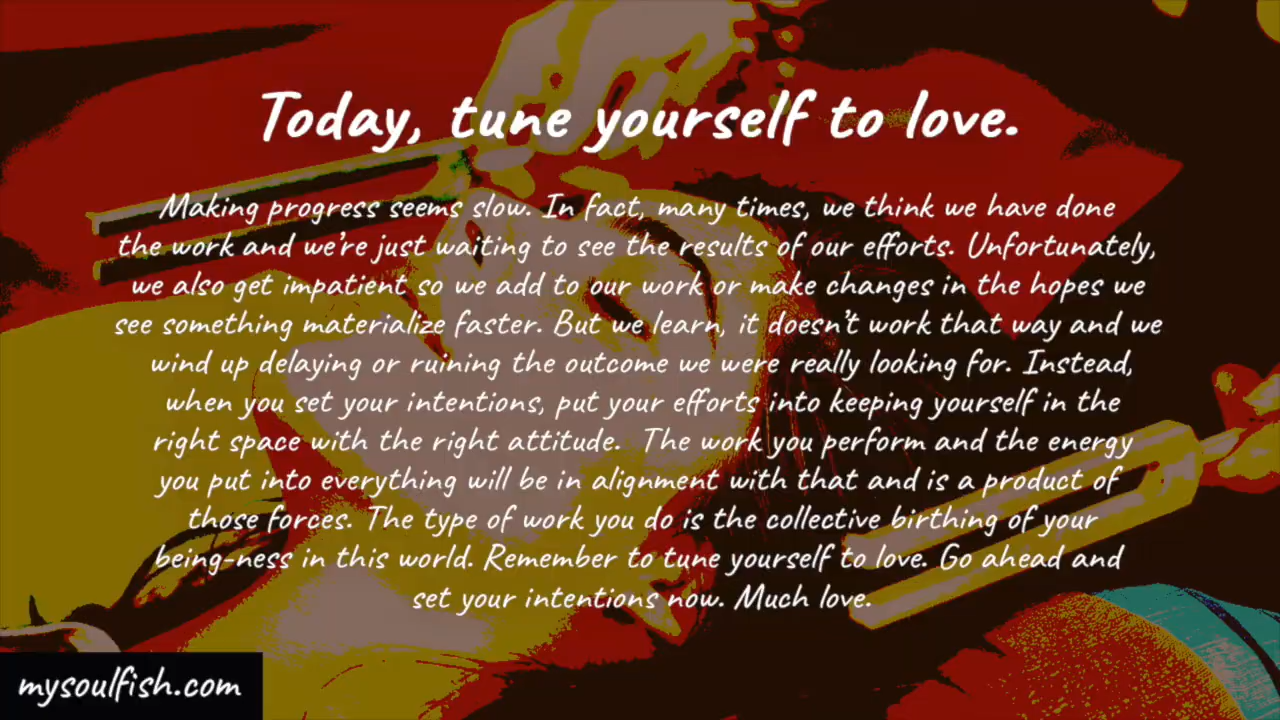 Today, tune yourself to love.
Making progress seems slow. In fact, many times, we think we have done
the work and we're just waiting to see the results of our efforts. Unfortunately,
we also get impatient so we add to our work or make changes in the hopes we
see something materialize faster. But we learn, it doesn't work that way and we
wind up delaying or ruining the outcome we were really looking for. Instead,
when you set your intentions, put your efforts into keeping yourself in the
right space with the right attitude.  The work you perform and the energy
you put into everything will be in alignment with that and is a product of
those forces. The type of work you do is the collective birthing of your
being-ness in this world. Remember to tune yourself to love. Go ahead and
set your intentions now. Much love.
mysoulfish.com